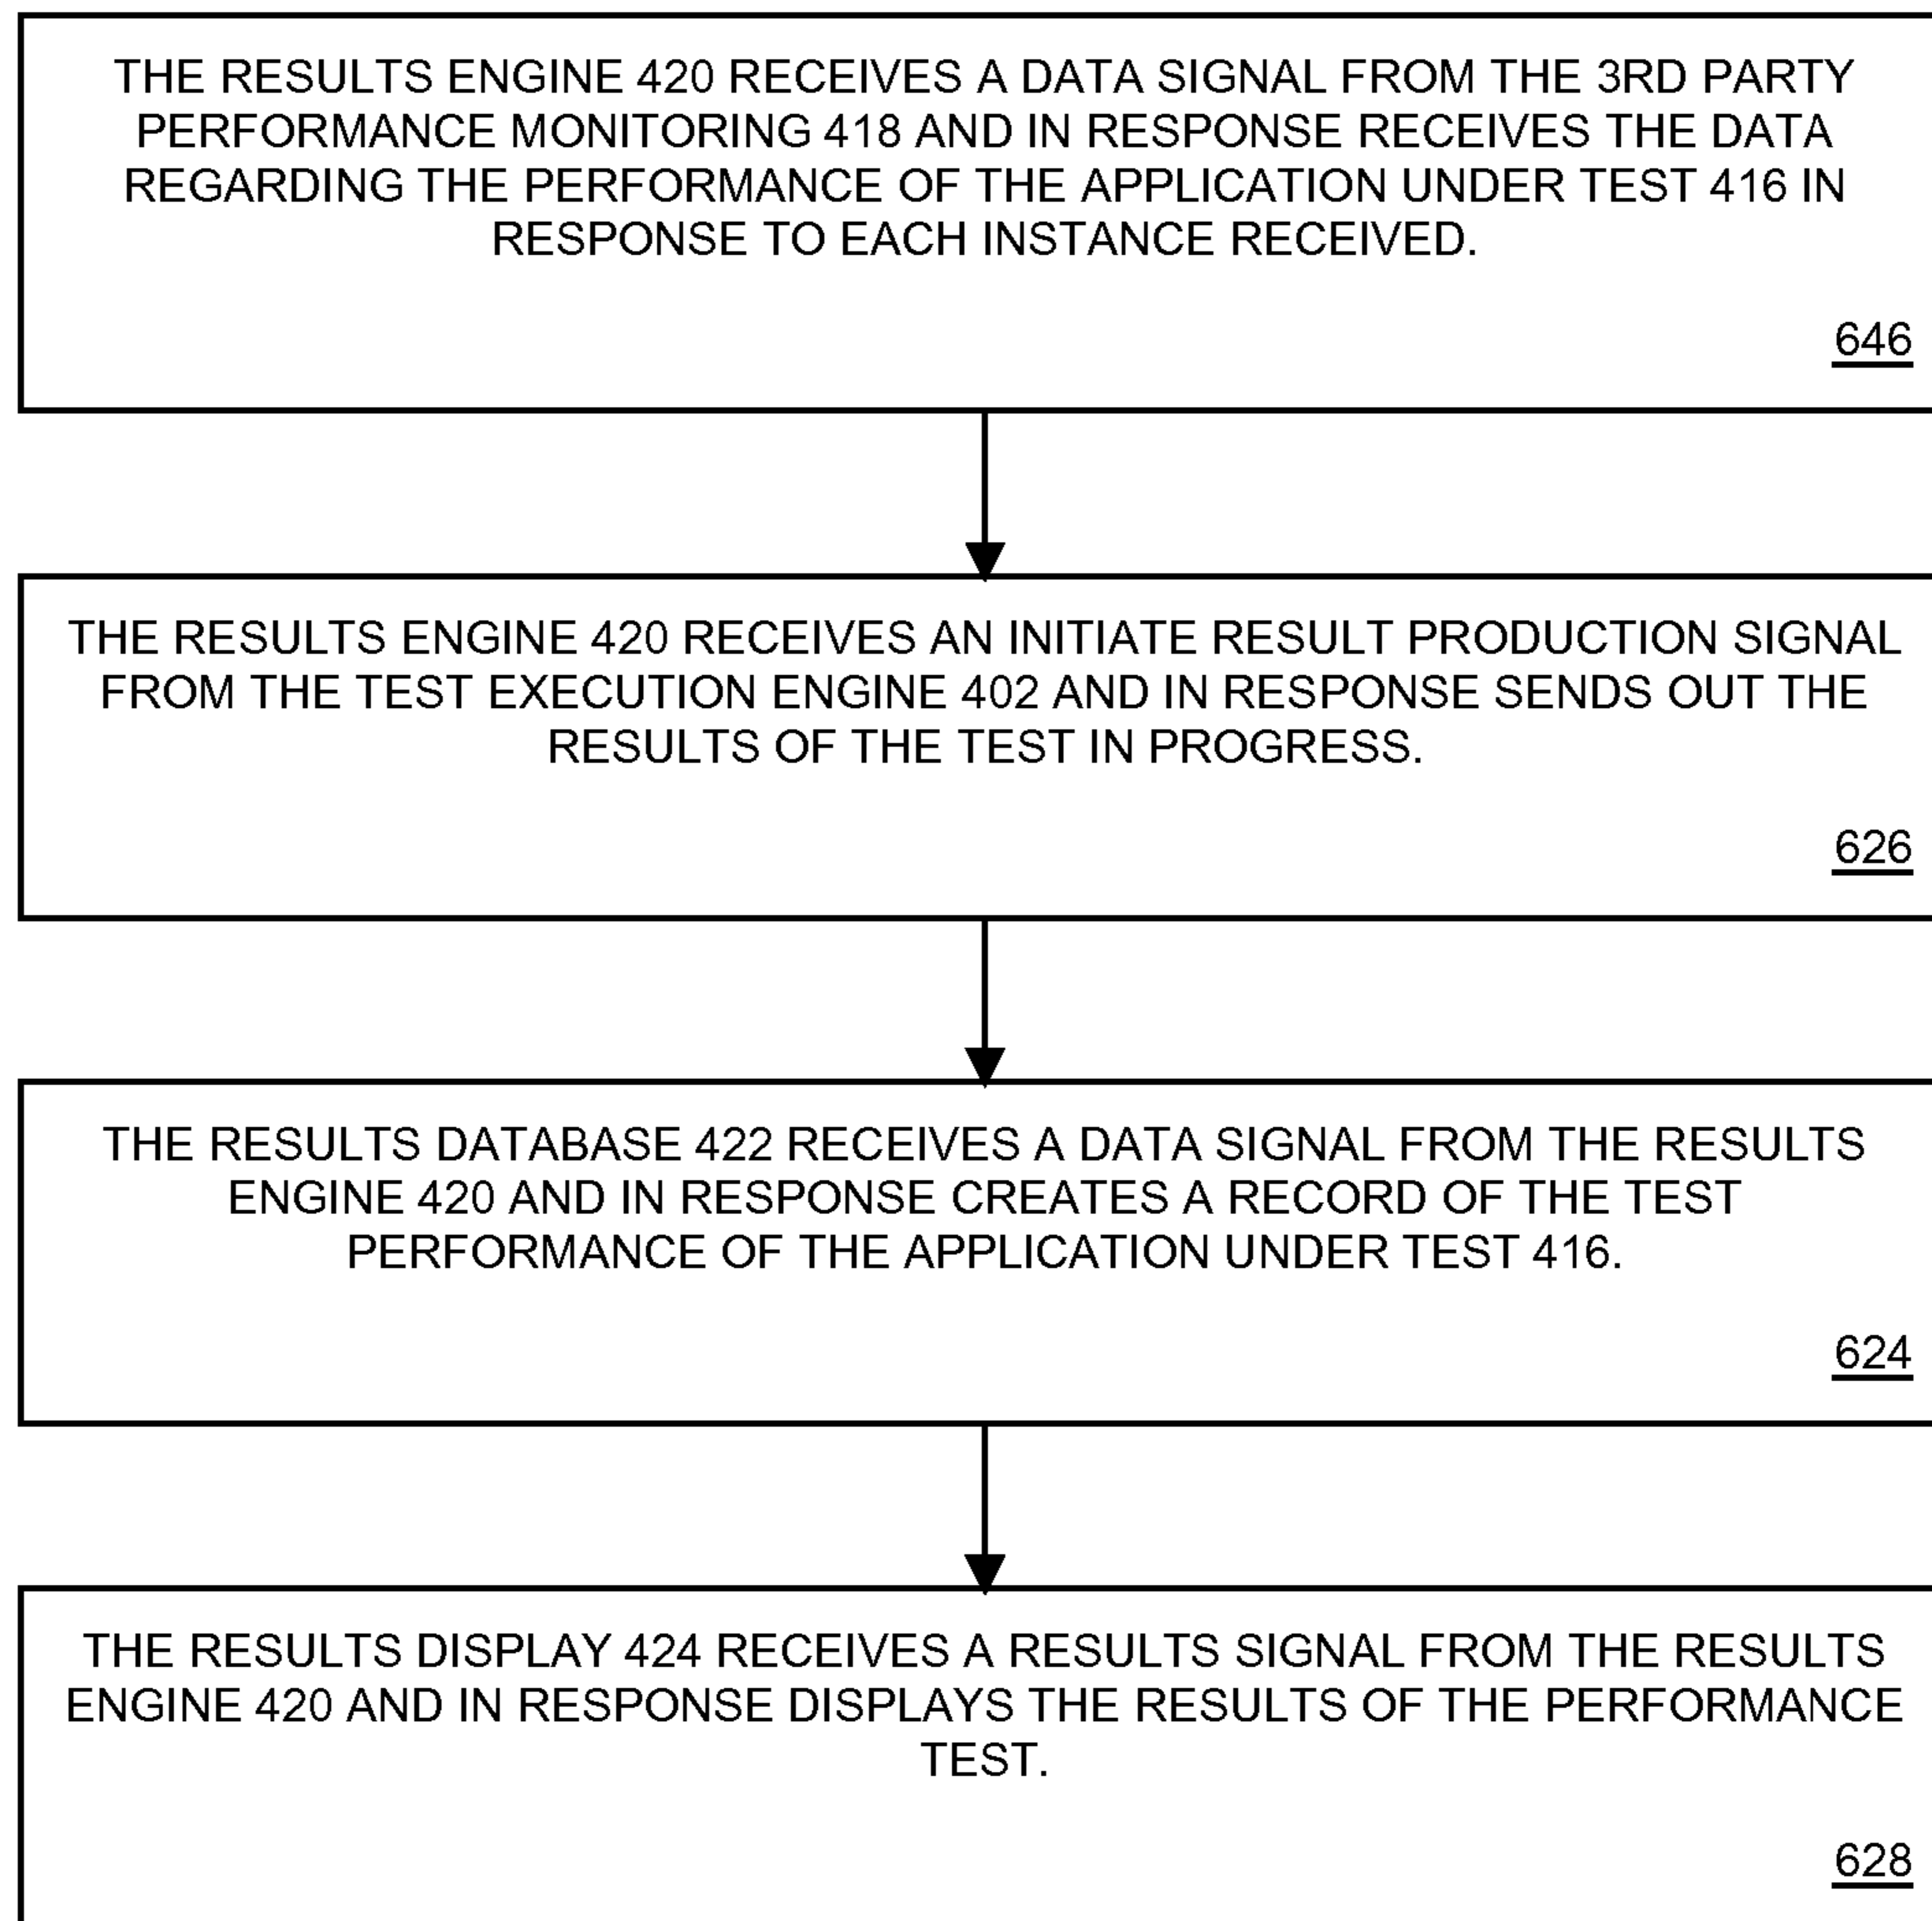 THE RESULTS ENGINE 420 RECEIVES A DATA SIGNAL FROM THE 3RD PARTY
PERFORMANCE MONITORING 418 AND IN RESPONSE RECEIVES THE DATA
REGARDING THE PERFORMANCE OF THE APPLICATION UNDER TEST 416 IN
RESPONSE TO EACH INSTANCE RECEIVED.
646
THE RESULTS ENGINE 420 RECEIVES AN INITIATE RESULT PRODUCTION SIGNAL
FROM THE TEST EXECUTION ENGINE 402 AND IN RESPONSE SENDS OUT THE
RESULTS OF THE TEST IN PROGRESS.
626
THE RESULTS DATABASE 422 RECEIVES A DATA SIGNAL FROM THE RESULTS
ENGINE 420 AND IN RESPONSE CREATES A RECORD OF THE TEST
PERFORMANCE OF THE APPLICATION UNDER TEST 416.
624
THE RESULTS DISPLAY 424 RECEIVES A RESULTS SIGNAL FROM THE RESULTS
ENGINE 420 AND IN RESPONSE DISPLAYS THE RESULTS OF THE PERFORMANCE
TEST.
628